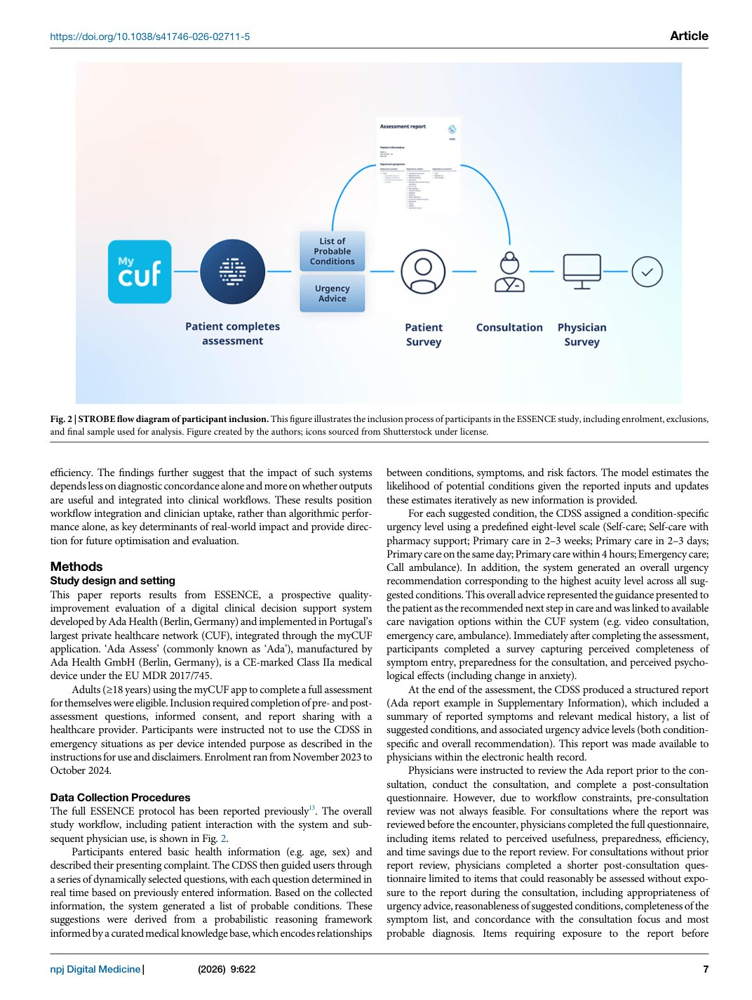 https://doi.org/10.1038/s41746-026-02711-5
Article
Assessment report
Patient information
List of
Probable
Conditions
Urgency
Advice
My
cuf
Patient completes
assessment
Patient
Survey
Consultation
Physician
Survey
Fig. 2 | STROBE flow diagram of participant inclusion. This figure illustrates the inclusion process of participants in the ESSENCE study, including enrolment, exclusions,
and final sample used for analysis. Figure created by the authors; icons sourced from Shutterstock under license.
efficiency. The findings further suggest that the impact of such systems
depends less on diagnostic concordance alone and more on whether outputs
are useful and integrated into clinical workflows. These results position
workflow integration and clinician uptake, rather than algorithmic perfor-
mance alone, as key determinants of real-world impact and provide direc-
tion for future optimisation and evaluation.
Methods
Study design and setting
This paper reports results from ESSENCE, a prospective quality-
improvement evaluation of a digital clinical decision support system
developed by Ada Health (Berlin, Germany) and implemented in Portugal's
largest private healthcare network (CUF), integrated through the myCUF
application. 'Ada Assess' (commonly known as 'Ada'), manufactured by
Ada Health GmbH (Berlin, Germany), is a CE-marked Class IIa medical
device under the EU MDR 2017/745.
Adults (≥18 years) using the myCUF app to complete a full assessment
for themselves were eligible. Inclusion required completion of pre- and post-
assessment questions, informed consent, and report sharing with a
healthcare provider. Participants were instructed not to use the CDSS in
emergency situations as per device intended purpose as described in the
instructions for use and disclaimers. Enrolment ran from November 2023 to
October 2024.
Data Collection Procedures
The full ESSENCE protocol has been reported previously13. The overall
study workflow, including patient interaction with the system and sub-
sequent physician use, is shown in Fig. 2.
Participants entered basic health information (e.g. age, sex) and
described their presenting complaint. The CDSS then guided users through
a series of dynamically selected questions, with each question determined in
real time based on previously entered information. Based on the collected
information, the system generated a list of probable conditions. These
suggestions were derived from a probabilistic reasoning framework
informed by a curated medical knowledge base, which encodes relationships
between conditions, symptoms, and risk factors. The model estimates the
likelihood of potential conditions given the reported inputs and updates
these estimates iteratively as new information is provided.
For each suggested condition, the CDSS assigned a condition-specific
urgency level using a predefined eight-level scale (Self-care; Self-care with
pharmacy support; Primary care in 2–3 weeks; Primary care in 2–3 days;
Primary care on the same day; Primary care within 4 hours; Emergency care;
Call ambulance). In addition, the system generated an overall urgency
recommendation corresponding to the highest acuity level across all sug-
gested conditions. This overall advice represented the guidance presented to
the patient as the recommended next step in care and was linked to available
care navigation options within the CUF system (e.g. video consultation,
emergency care, ambulance). Immediately after completing the assessment,
participants completed a survey capturing perceived completeness of
symptom entry, preparedness for the consultation, and perceived psycho-
logical effects (including change in anxiety).
At the end of the assessment, the CDSS produced a structured report
(Ada report example in Supplementary Information), which included a
summary of reported symptoms and relevant medical history, a list of
suggested conditions, and associated urgency advice levels (both condition-
specific and overall recommendation). This report was made available to
physicians within the electronic health record.
Physicians were instructed to review the Ada report prior to the con-
sultation, conduct the consultation, and complete a post-consultation
questionnaire. However, due to workflow constraints, pre-consultation
review was not always feasible. For consultations where the report was
reviewed before the encounter, physicians completed the full questionnaire,
including items related to perceived usefulness, preparedness, efficiency,
and time savings due to the report review. For consultations without prior
report review, physicians completed a shorter post-consultation ques-
tionnaire limited to items that could reasonably be assessed without expo-
sure to the report during the consultation, including appropriateness of
urgency advice, reasonableness of suggested conditions, completeness of the
symptom list, and concordance with the consultation focus and most
probable diagnosis. Items requiring exposure to the report before
npj Digital Medicine | (2026) 9:622
7